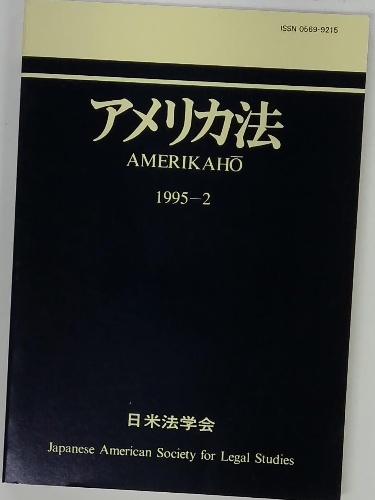 ISSN 0569-9215
アメリカ法
AMERIKAHŌ
1995−2
日米法学会
Japanese American Society for Legal Studies